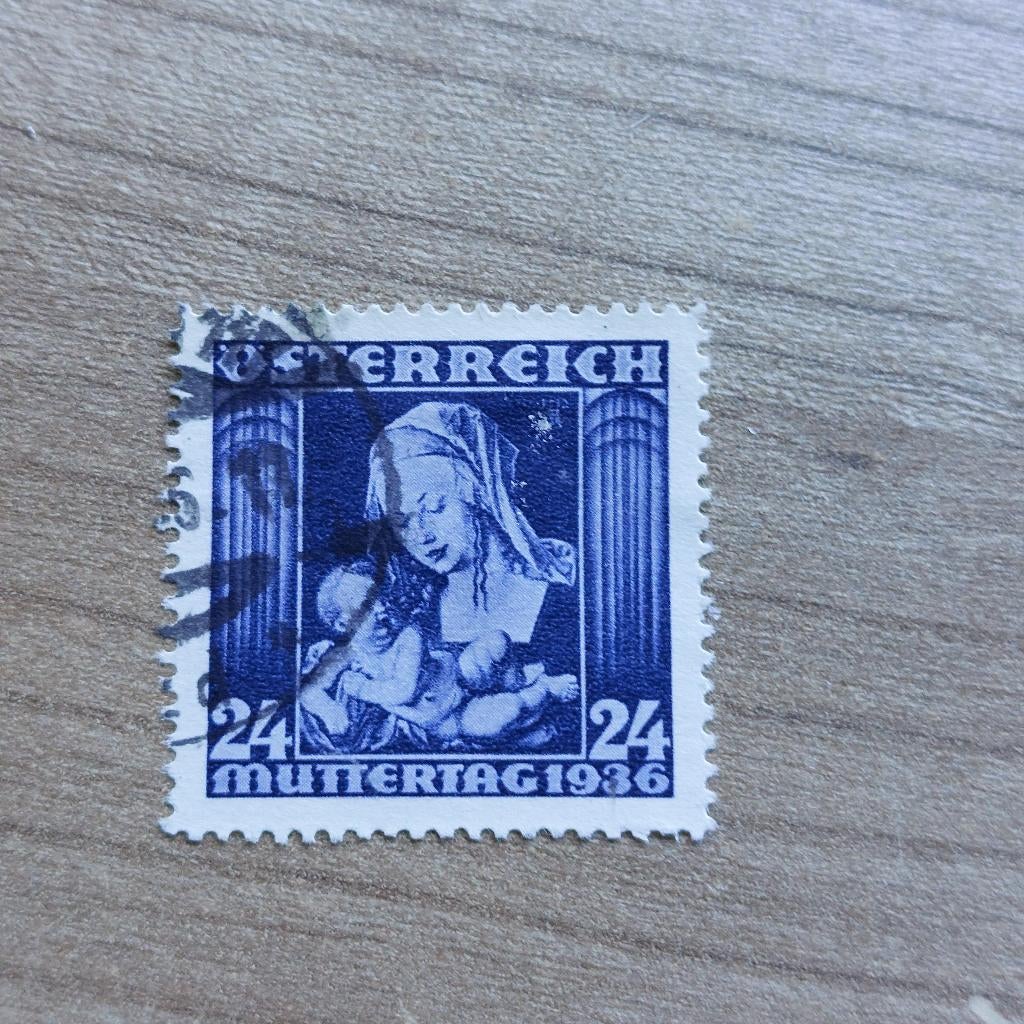 ÖSTERREICH
24 24
MUTTERTAG 1936